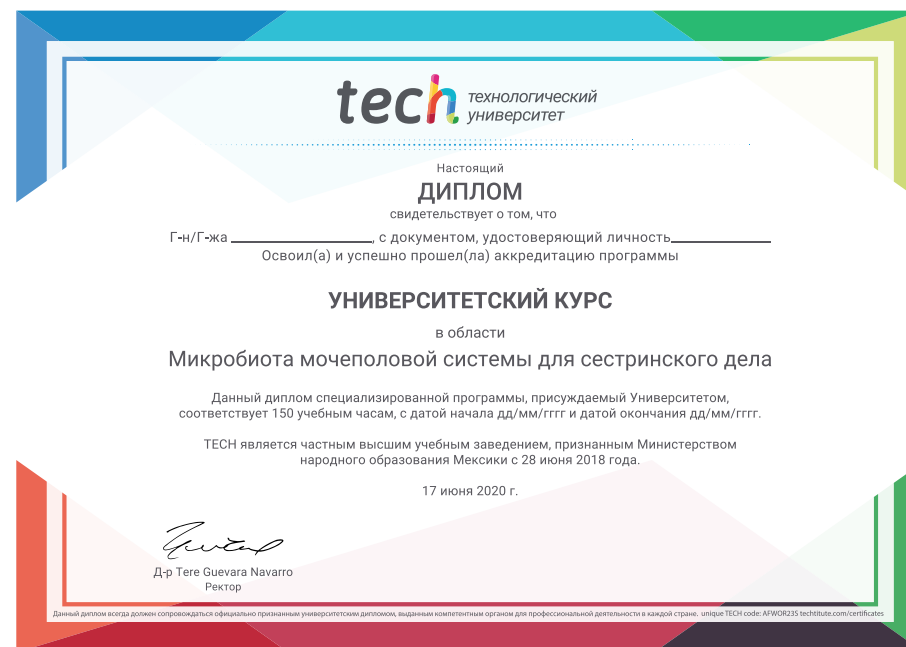 tech технологический
университет
Настоящий
ДИПЛОМ
свидетельствует о том, что
Г-н/Г-жа ____________________, с документом, удостоверяющий личность______________
Освоил(а) и успешно прошел(ла) аккредитацию программы
УНИВЕРСИТЕТСКИЙ КУРС
в области
Микробиота мочеполовой системы для сестринского дела
Данный диплом специализированной программы, присуждаемый Университетом,
соответствует 150 учебным часам, с датой начала дд/мм/гггг и датой окончания дд/мм/гггг.
TECH является частным высшим учебным заведением, признанным Министерством
народного образования Мексики с 28 июня 2018 года.
17 июня 2020 г.
Д-р Tere Guevara Navarro
Ректор
Данный диплом всегда должен сопровождаться официально признанным университетским дипломом, выданным компетентным органом для профессиональной деятельности в каждой стране. unique TECH code: AFWOR23S techtitute.com/certificates